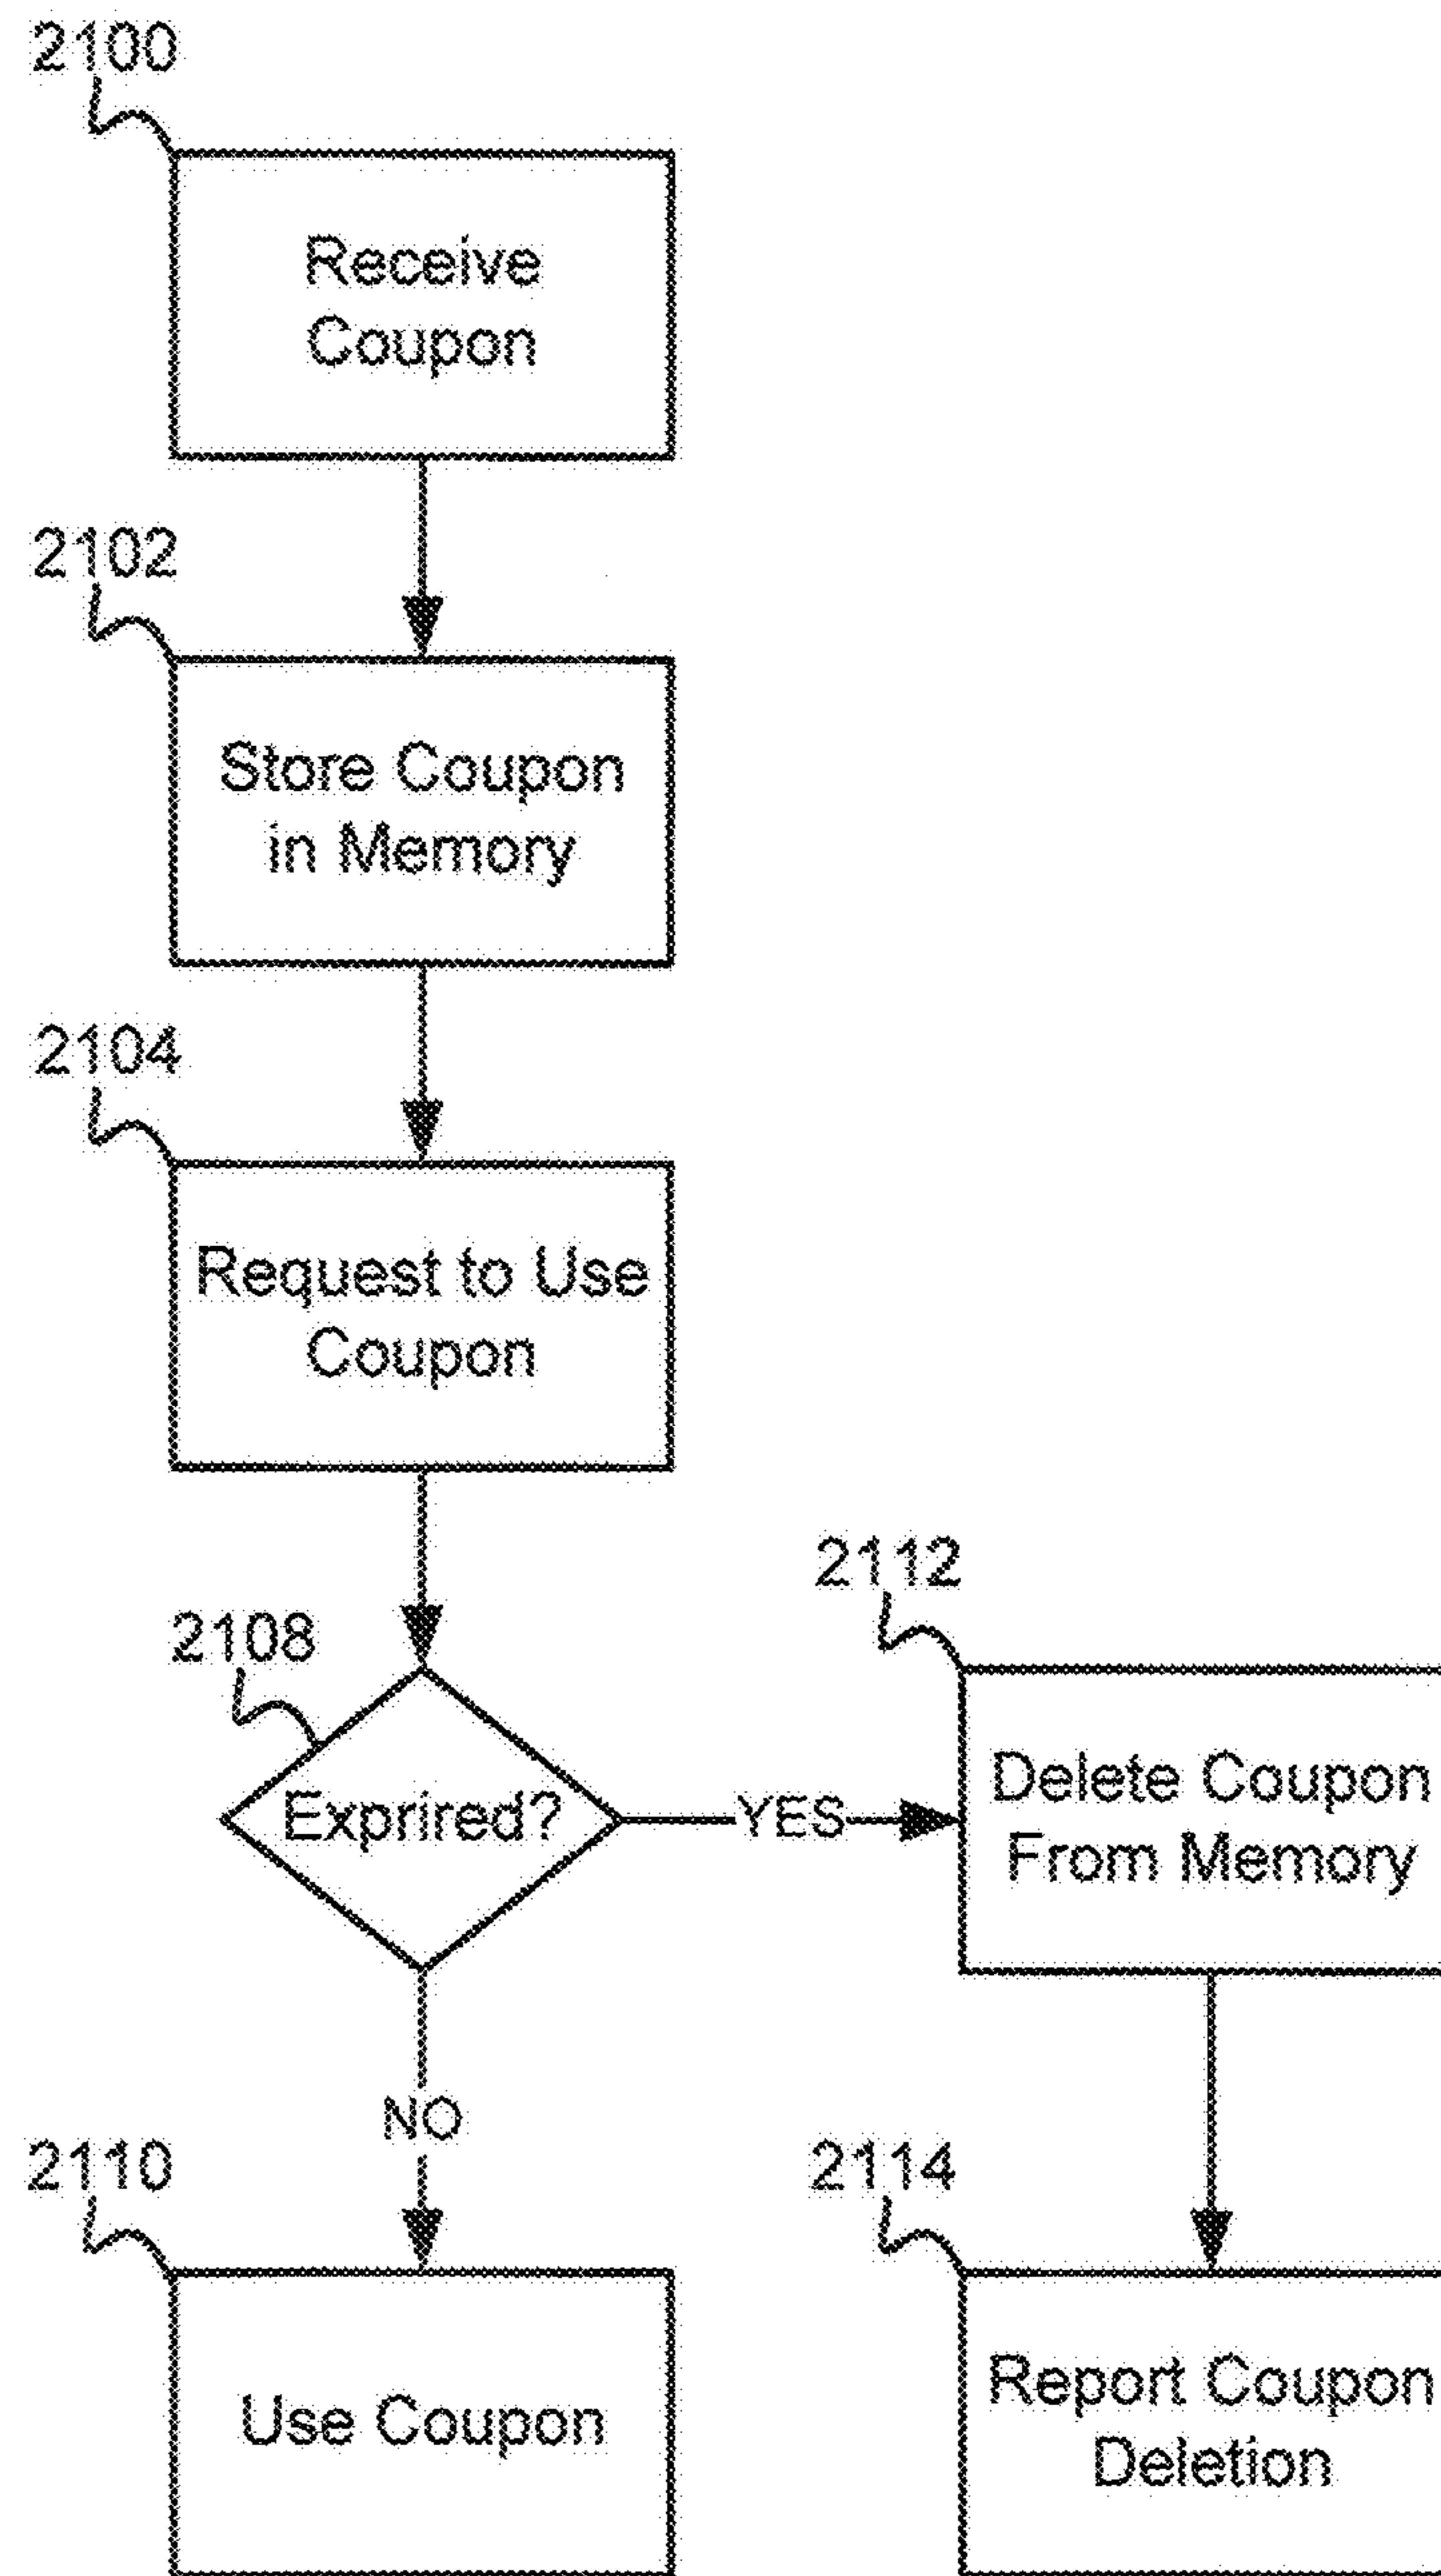 2100
Receive
Coupon
2102
Store Coupon
in Memory
2104
Request to Use
Coupon
2108
Exprired?
YES
2112
Delete Coupon
From Memory
NO
2110
Use Coupon
2114
Report Coupon
Deletion